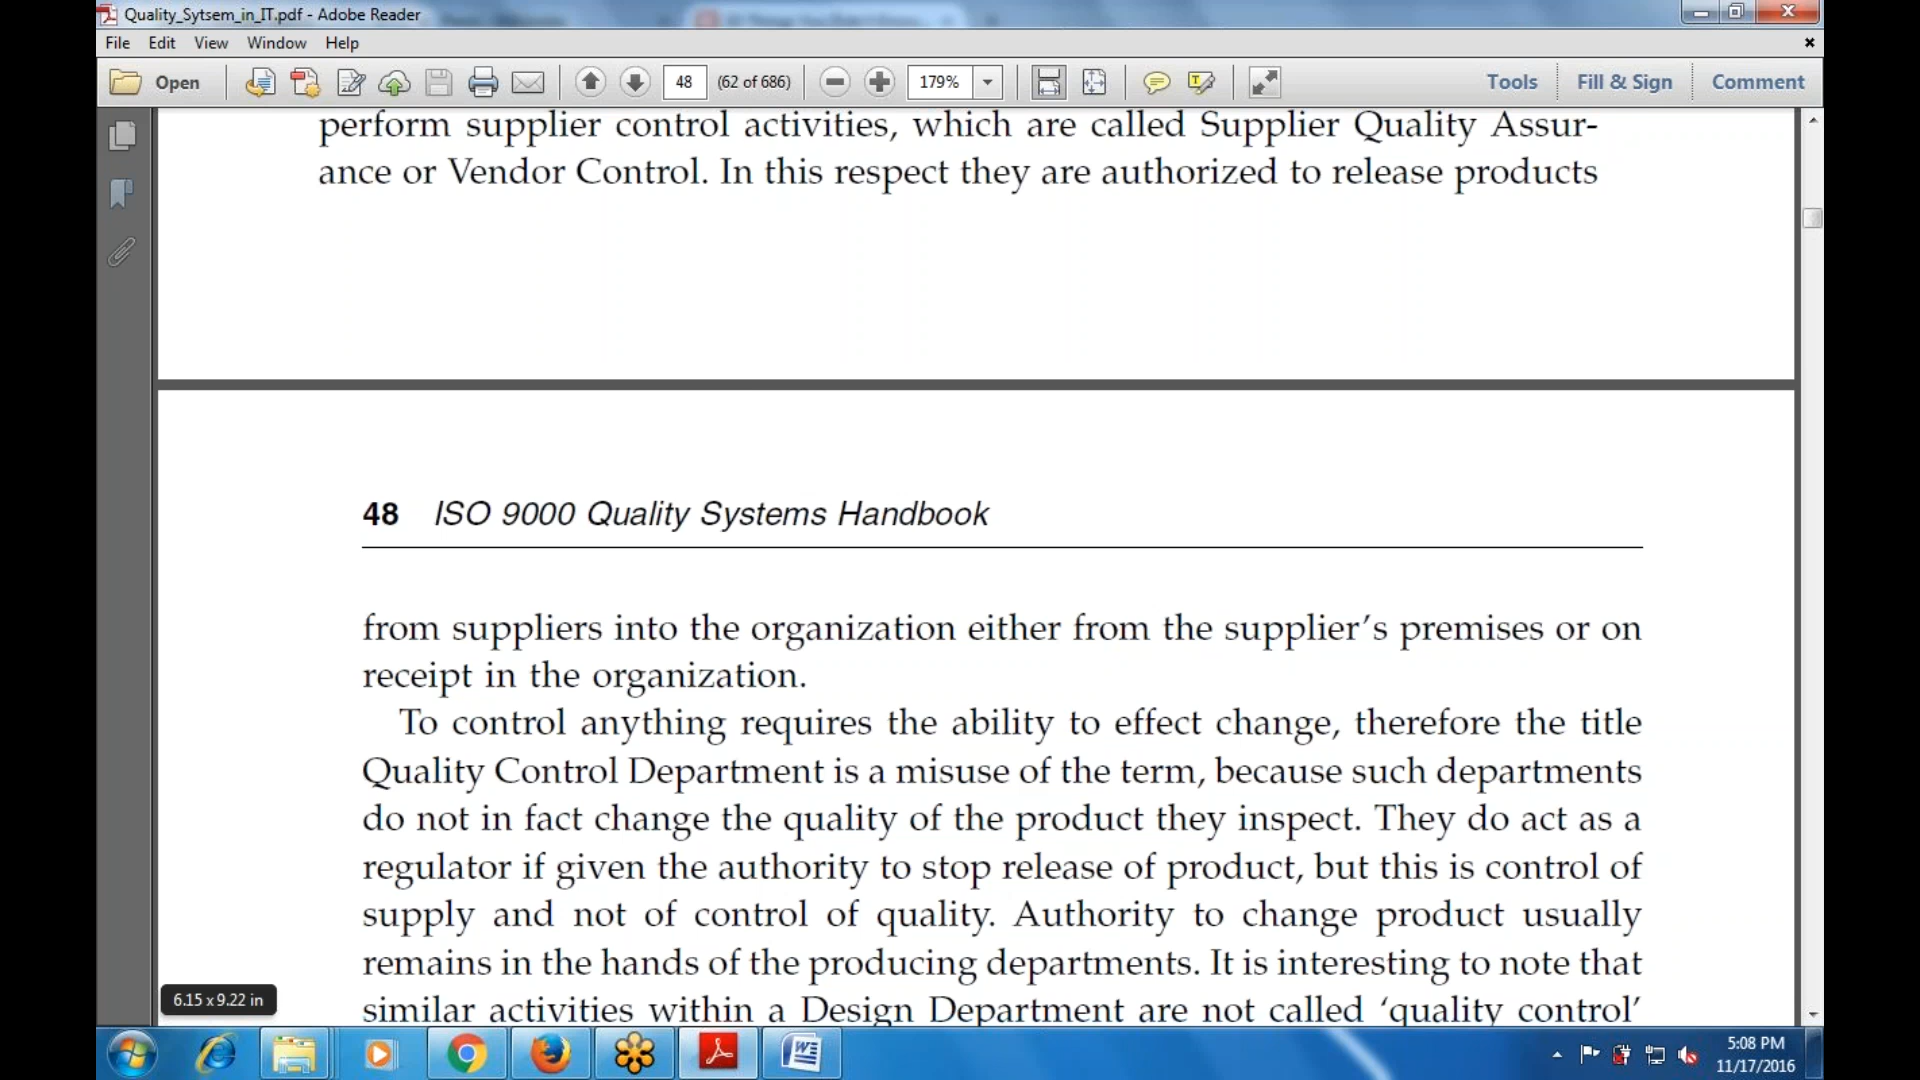 Quality_Sytsem_in_IT.pdf - Adobe Reader
File Edit View Window Help
Open 48 (62 of 686) 179% Tools Fill & Sign Comment
perform supplier control activities, which are called Supplier Quality Assur-
ance or Vendor Control. In this respect they are authorized to release products
48 ISO 9000 Quality Systems Handbook
from suppliers into the organization either from the supplier’s premises or on
receipt in the organization.
To control anything requires the ability to effect change, therefore the title
Quality Control Department is a misuse of the term, because such departments
do not in fact change the quality of the product they inspect. They do act as a
regulator if given the authority to stop release of product, but this is control of
supply and not of control of quality. Authority to change product usually
remains in the hands of the producing departments. It is interesting to note that
similar activities within a Design Department are not called ‘quality control’
6.15 x 9.22 in
5:08 PM
11/17/2016